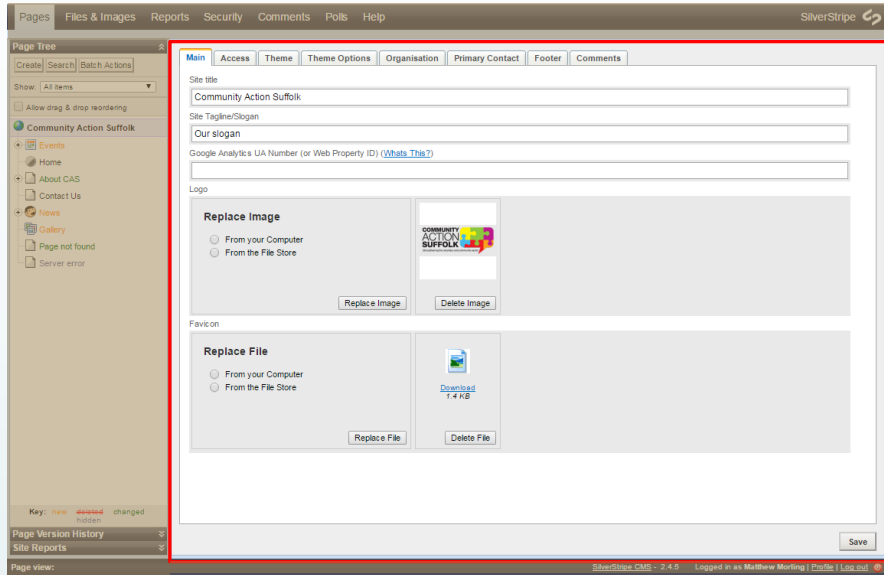 Pages Files & Images Reports Security Comments Polls Help SilverStripe
Page Tree
Create Search Batch Actions
Show: All items
Allow drag & drop reordering
Community Action Suffolk
Events
Home
About CAS
Contact Us
News
Gallery
Page not found
Server error
Key: new deleted changed
hidden
Page Version History
Site Reports
Main Access Theme Theme Options Organisation Primary Contact Footer Comments
Site title
Community Action Suffolk
Site Tagline/Slogan
Our slogan
Google Analytics UA Number (or Web Property ID) (Whats This?)
Logo
Replace Image
From your Computer
From the File Store
Replace Image
COMMUNITY
ACTION
SUFFOLK
Delete Image
Favicon
Replace File
From your Computer
From the File Store
Replace File
Download
1.4 KB
Delete File
Save
Page view: SilverStripe CMS - 2.4.5 Logged in as Matthew Morling | Profile | Log out